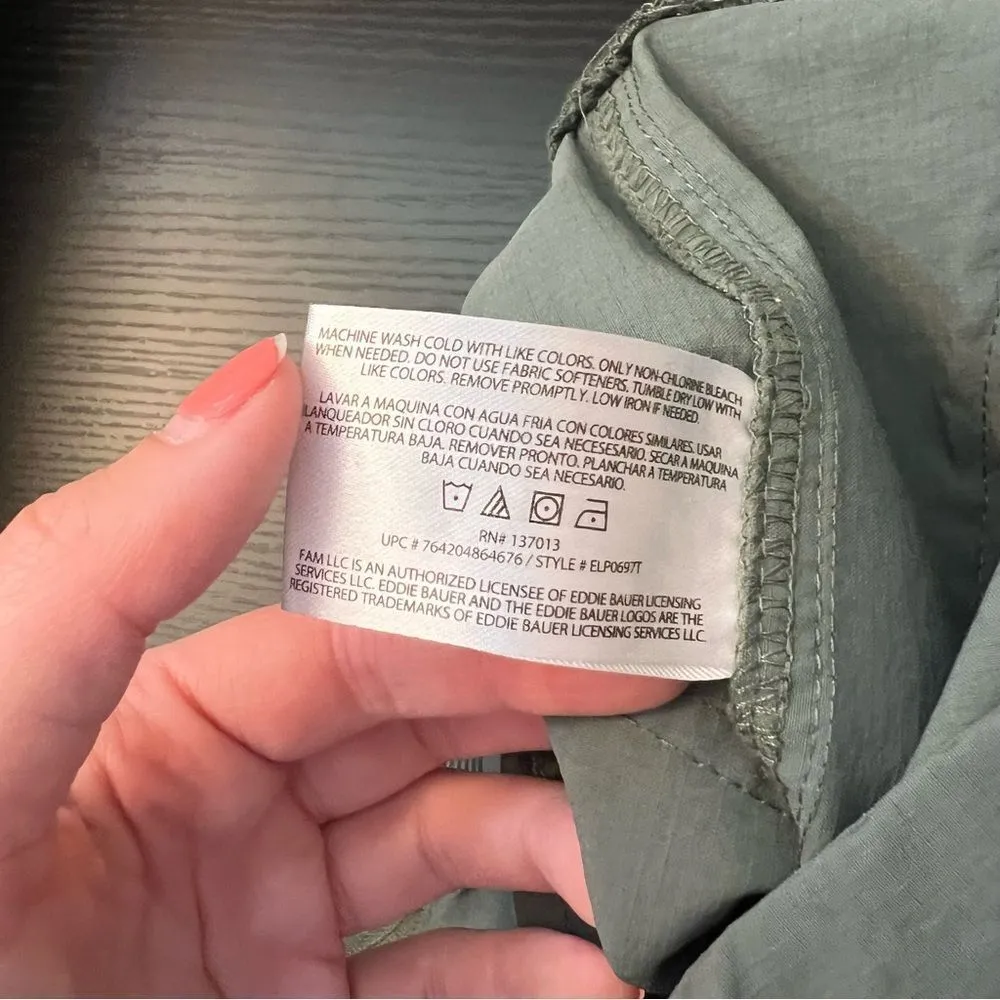 MACHINE WASH COLD WITH LIKE COLORS. ONLY NON-CHLORINE BLEACH
WHEN NEEDED. DO NOT USE FABRIC SOFTENERS. TUMBLE DRY LOW WITH
LIKE COLORS. REMOVE PROMPTLY. LOW IRON IF NEEDED.
LAVAR A MAQUINA CON AGUA FRIA CON COLORES SIMILARES. USAR
LANQUEADOR SIN CLORO CUANDO SEA NECESESARIO. SECAR A MAQUINA
A TEMPERATURA BAJA. REMOVER PRONTO. PLANCHAR A TEMPERATURA
BAJA CUANDO SEA NECESARIO.
RN# 137013
UPC # 764204864676 / STYLE # ELP0697T
FAM LLC IS AN AUTHORIZED LICENSEE OF EDDIE BAUER LICENSING
SERVICES LLC. EDDIE BAUER AND THE EDDIE BAUER LOGOS ARE THE
REGISTERED TRADEMARKS OF EDDIE BAUER LICENSING SERVICES LLC.